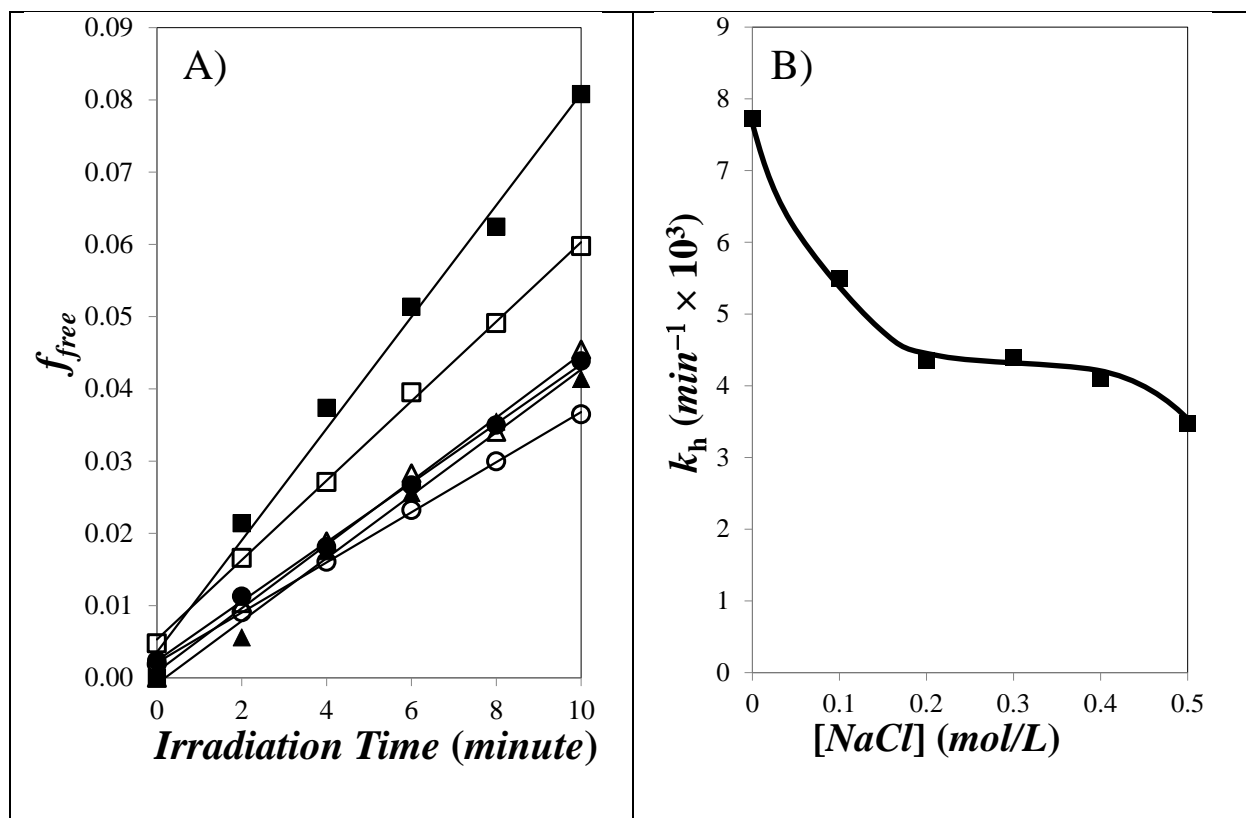 A)
0.09
0.08
0.07
0.06
0.05
0.04
0.03
0.02
0.01
0.00
f_free
0 2 4 6 8 10
Irradiation Time (minute)
B)
9
8
7
6
5
4
3
2
1
0
k_h (min⁻¹ × 10³)
0 0.1 0.2 0.3 0.4 0.5
[NaCl] (mol/L)